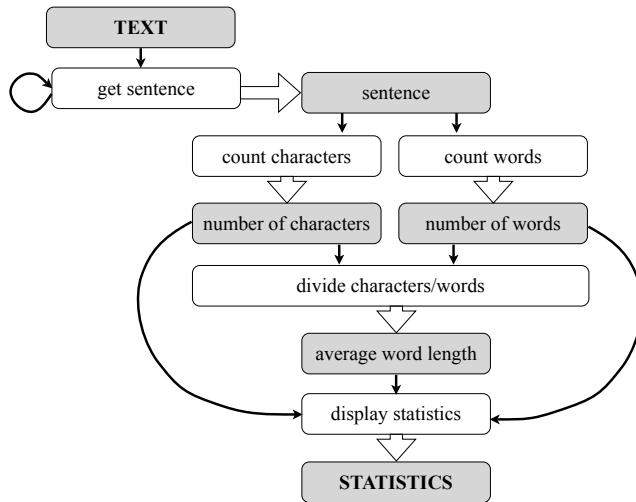 TEXT
get sentence
sentence
count characters
count words
number of characters
number of words
divide characters/words
average word length
display statistics
STATISTICS